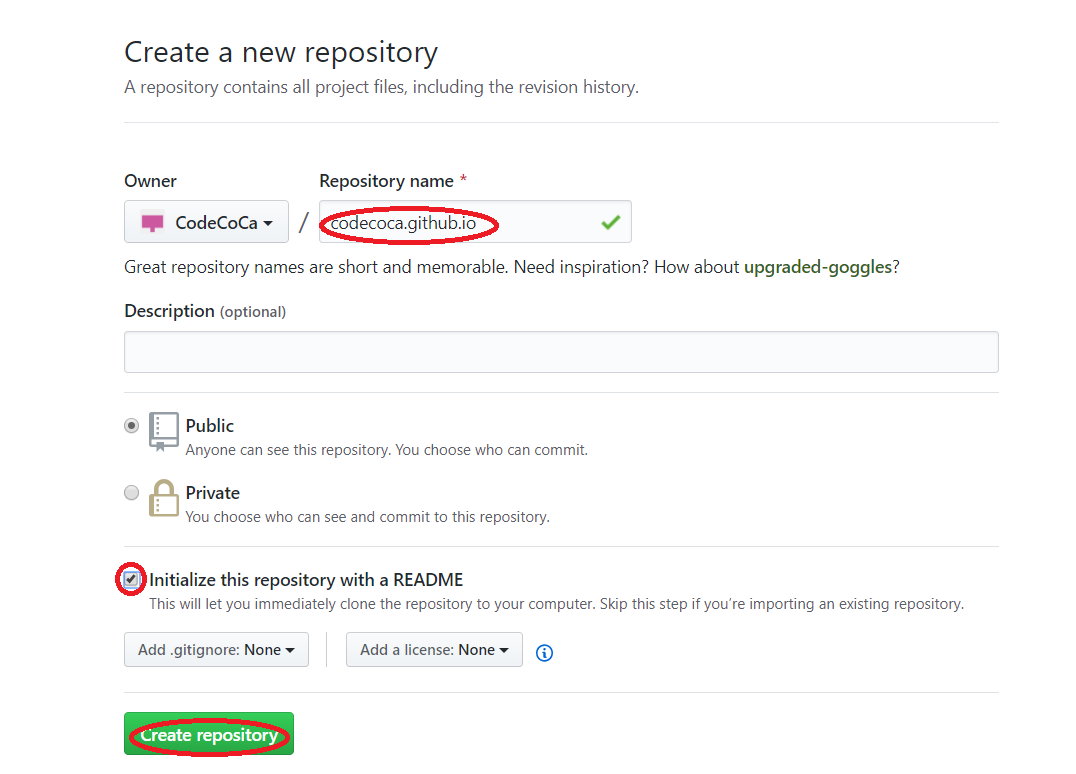 Create a new repository
A repository contains all project files, including the revision history.
Owner
Repository name *
CodeCoCa
/
codecoca.github.io
Great repository names are short and memorable. Need inspiration? How about upgraded-goggles?
Description (optional)
Public
Anyone can see this repository. You choose who can commit.
Private
You choose who can see and commit to this repository.
Initialize this repository with a README
This will let you immediately clone the repository to your computer. Skip this step if you’re importing an existing repository.
Add .gitignore: None
Add a license: None
Create repository